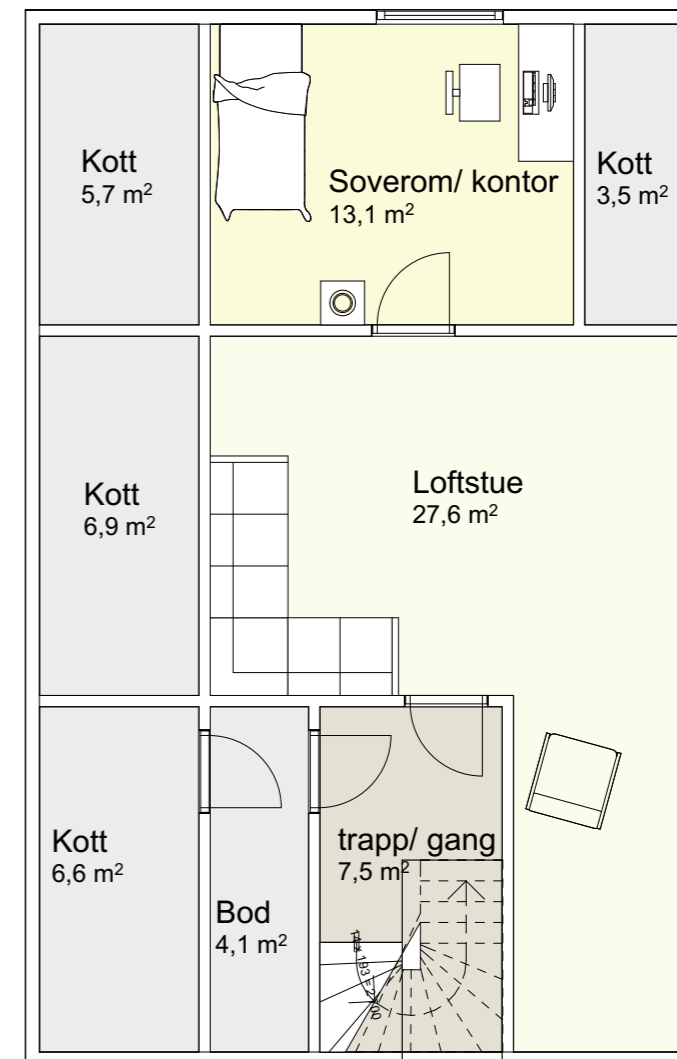 Kott
5,7 m²
Soverom/ kontor
13,1 m²
Kott
3,5 m²
Kott
6,9 m²
Loftstue
27,6 m²
Kott
6,6 m²
Bod
4,1 m²
trapp/ gang
7,5 m²